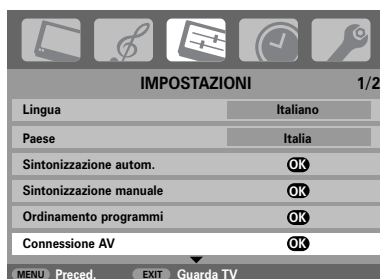 IMPOSTAZIONI 1/2
Lingua Italiano
Paese Italia
Sintonizzazione autom. OK
Sintonizzazione manuale OK
Ordinamento programmi OK
Connessione AV OK
MENU Preced. EXIT Guarda TV